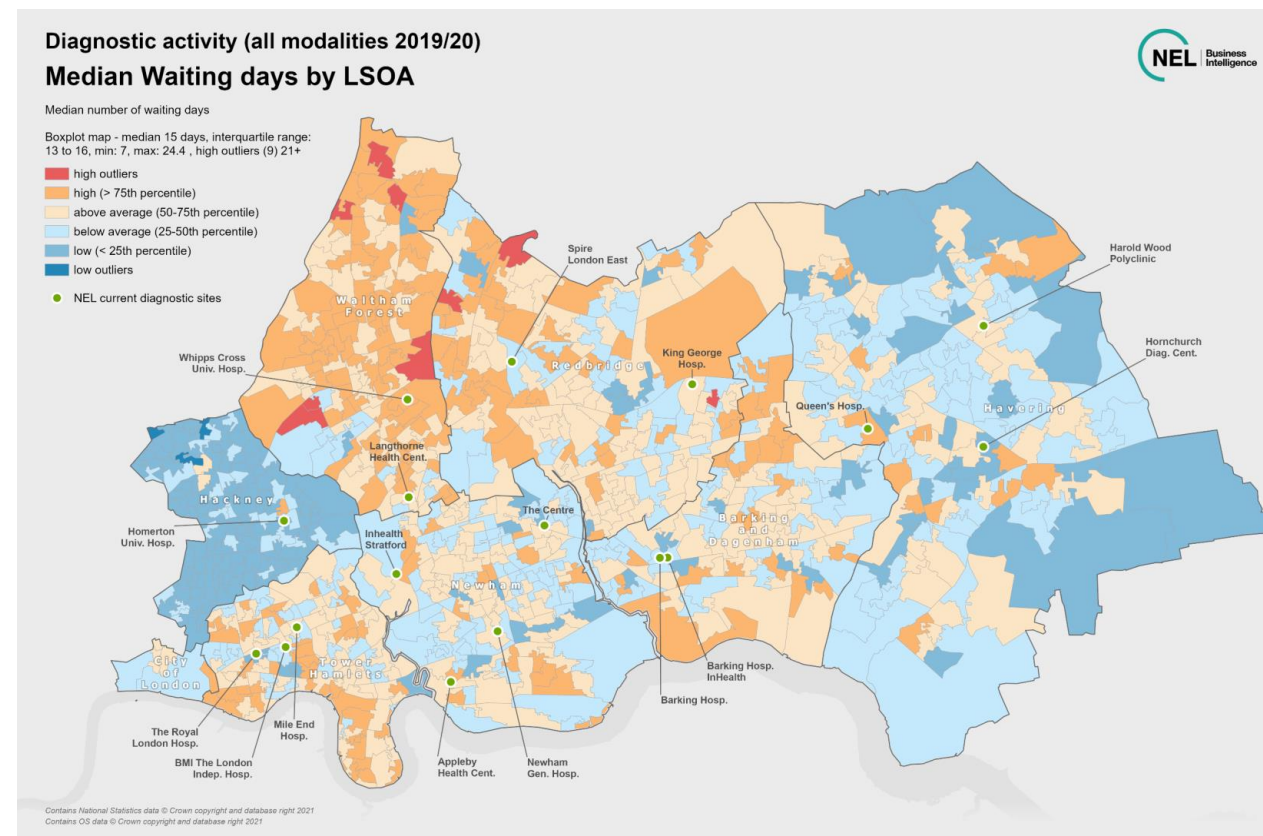 Diagnostic activity (all modalities 2019/20)
Median Waiting days by LSOA
NEL
Business
Intelligence
Median number of waiting days
Boxplot map - median 15 days, interquartile range:
13 to 16, min: 7, max: 24.4 , high outliers (9) 21+
high outliers
high (> 75th percentile)
above average (50-75th percentile)
below average (25-50th percentile)
low (< 25th percentile)
low outliers
NEL current diagnostic sites
Spire
London East
Harold Wood
Polyclinic
Waltham
Forest
Whipps Cross
Univ. Hosp.
Redbridge
King George
Hosp.
Hornchurch
Diag. Cent.
Queen's Hosp.
Havering
Langthorne
Health Cent.
Hackney
Homerton
Univ. Hosp.
Inhealth
Stratford
The Centre
Barking
and
Dagenham
Newham
City
of
London
Tower
Hamlets
Barking Hosp.
InHealth
Barking Hosp.
The Royal
London Hosp.
Mile End
Hosp.
BMI The London
Indep. Hosp.
Appleby
Health Cent.
Newham
Gen. Hosp.
Contains National Statistics data © Crown copyright and database right 2021
Contains OS data © Crown copyright and database right 2021